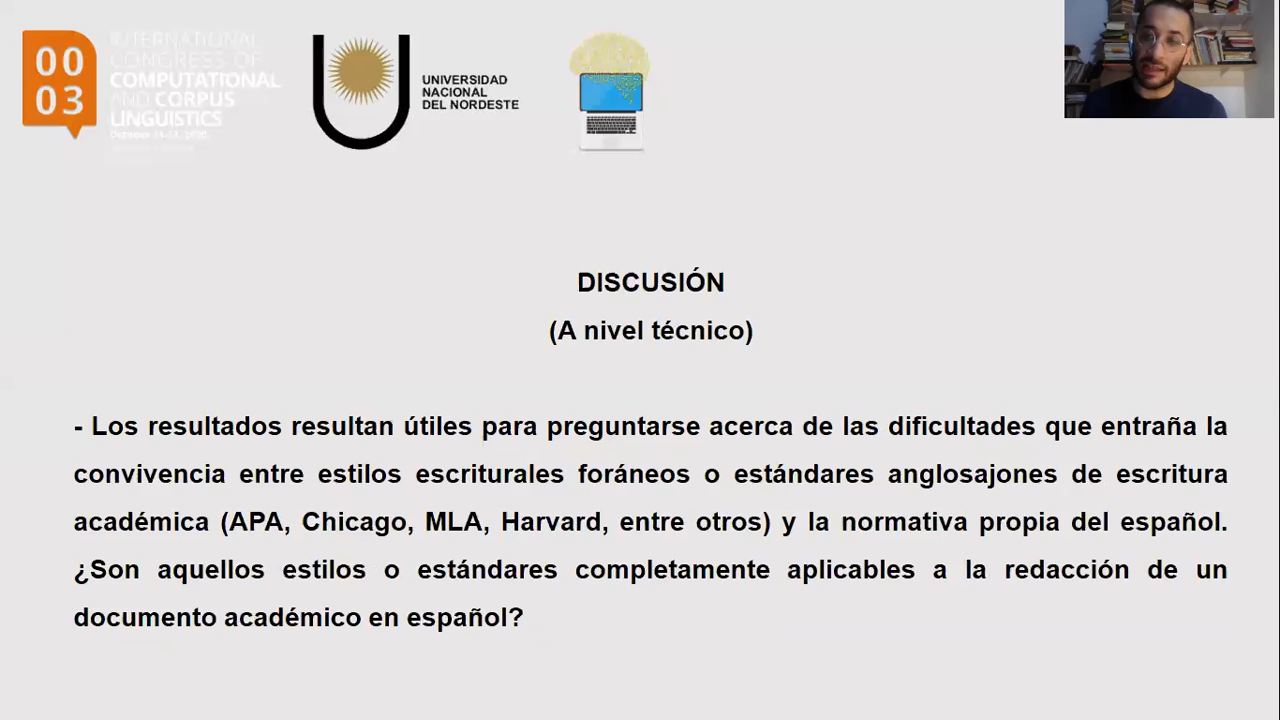 00
03
INTERNATIONAL
CONGRESS OF
COMPUTATIONAL
AND CORPUS
LINGUISTICS
UNIVERSIDAD
NACIONAL
DEL NORDESTE
DISCUSIÓN
(A nivel técnico)
- Los resultados resultan útiles para preguntarse acerca de las dificultades que entraña la
convivencia entre estilos escriturales foráneos o estándares anglosajones de escritura
académica (APA, Chicago, MLA, Harvard, entre otros) y la normativa propia del español.
¿Son aquellos estilos o estándares completamente aplicables a la redacción de un
documento académico en español?